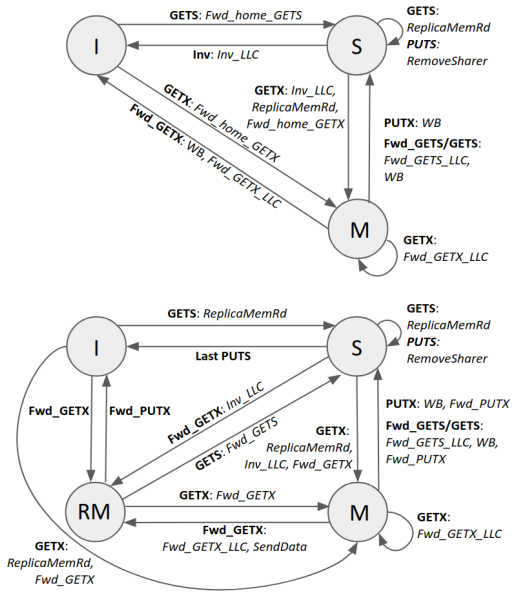 GETS: Fwd_home_GETS
I
S
GETS:
ReplicaMemRd
PUTS:
RemoveSharer
Inv: Inv_LLC
GETX: Fwd_home_GETX
Fwd_GETX: WB, Fwd_GETX_LLC
GETX: Inv_LLC,
ReplicaMemRd,
Fwd_home_GETX
PUTX: WB
Fwd_GETS/GETS:
Fwd_GETS_LLC,
WB
M
GETX:
Fwd_GETX_LLC
GETS: ReplicaMemRd
I
S
GETS:
ReplicaMemRd
PUTS:
RemoveSharer
Last PUTS
Fwd_GETX
Fwd_PUTX
Fwd_GETX: Inv_LLC
GETS: Fwd_GETS
GETX:
ReplicaMemRd,
Inv_LLC, Fwd_GETX
PUTX: WB, Fwd_PUTX
Fwd_GETS/GETS:
Fwd_GETS_LLC, WB,
Fwd_PUTX
RM
GETX: Fwd_GETX
M
Fwd_GETX:
Fwd_GETX_LLC, SendData
GETX:
Fwd_GETX_LLC
GETX:
ReplicaMemRd,
Fwd_GETX